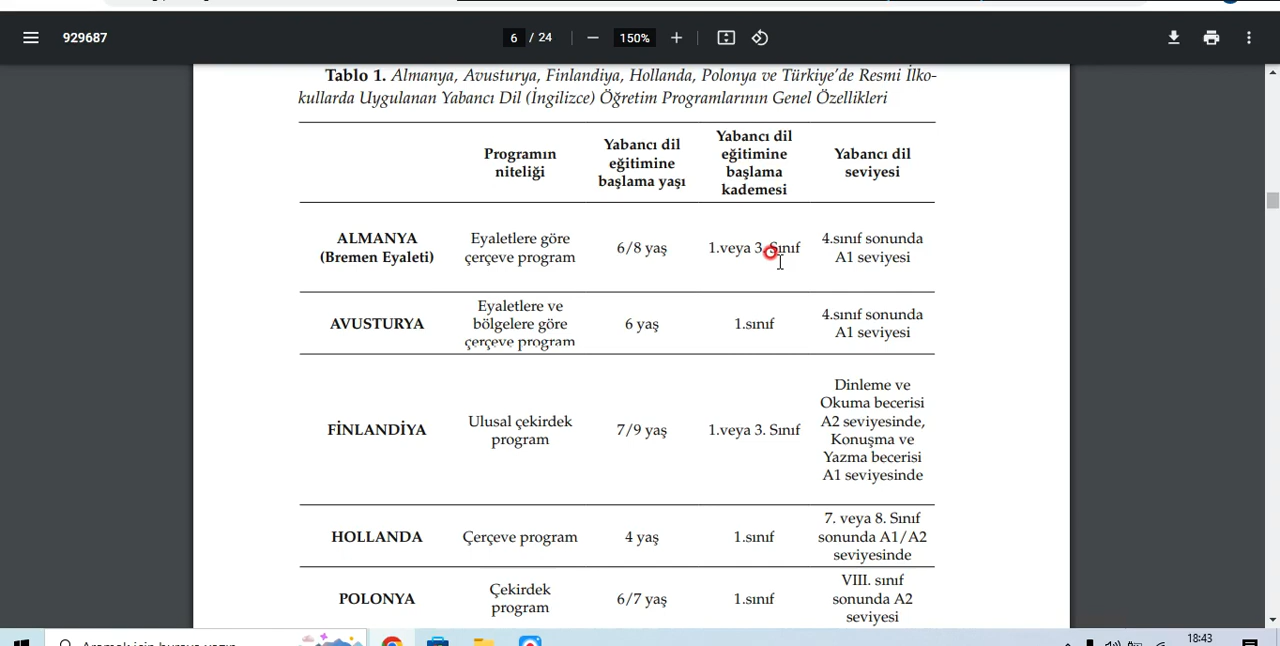 929687
6 / 24
150%
Tablo 1. Almanya, Avusturya, Finlandiya, Hollanda, Polonya ve Türkiye'de Resmi İlko-
kullarda Uygulanan Yabancı Dil (İngilizce) Öğretim Programlarının Genel Özellikleri
Programın
niteliği
Yabancı dil
eğitimine
başlama yaşı
Yabancı dil
eğitimine
başlama
kademesi
Yabancı dil
seviyesi
ALMANYA
(Bremen Eyaleti)
Eyaletlere göre
çerçeve program
6/8 yaş
1.veya 3. Sınıf
4.sınıf sonunda
A1 seviyesi
AVUSTURYA
Eyaletlere ve
bölgelere göre
çerçeve program
6 yaş
1.sınıf
4.sınıf sonunda
A1 seviyesi
FİNLANDİYA
Ulusal çekirdek
program
7/9 yaş
1.veya 3. Sınıf
Dinleme ve
Okuma becerisi
A2 seviyesinde,
Konuşma ve
Yazma becerisi
A1 seviyesinde
HOLLANDA
Çerçeve program
4 yaş
1.sınıf
7. veya 8. Sınıf
sonunda A1/A2
seviyesinde
POLONYA
Çekirdek
program
6/7 yaş
1.sınıf
VIII. sınıf
sonunda A2
seviyesi
18:43